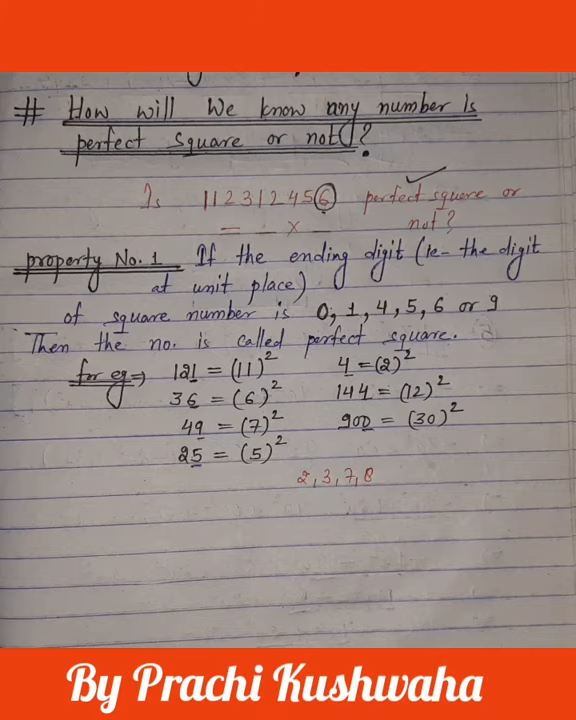 # How will We know any number is
perfect square or not ?
Is 112312456 perfect square or
not?
property No. 1 If the ending digit (ie- the digit
at unit place)
of square number is 0, 1, 4, 5, 6 or 9
Then the no. is called perfect square.
for eg => 121 = (11)² 4 = (2)²
36 = (6)² 144 = (12)²
49 = (7)² 900 = (30)²
25 = (5)²
2, 3, 7, 8
By Prachi Kushwaha